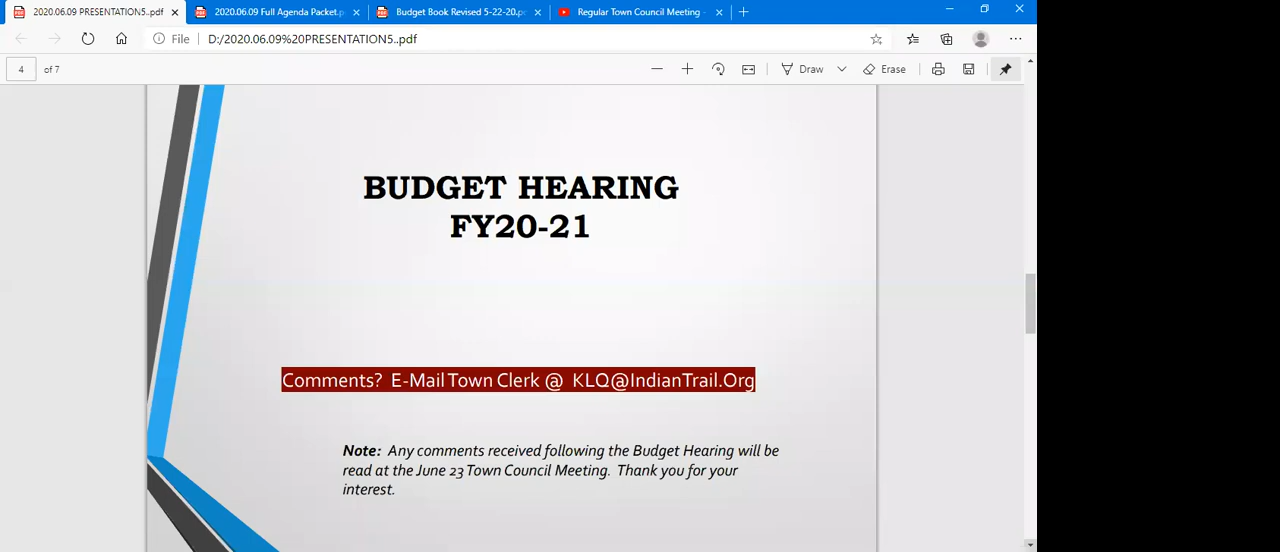 2020.06.09 PRESENTATION5..pdf
2020.06.09 Full Agenda Packet.p
Budget Book Revised 5-22-20.pdf
Regular Town Council Meeting -
File
D:/2020.06.09%20PRESENTATION5..pdf
4 of 7
Draw
Erase
BUDGET HEARING
FY20-21
Comments? E-Mail Town Clerk @ KLQ@IndianTrail.Org
Note: Any comments received following the Budget Hearing will be
read at the June 23 Town Council Meeting. Thank you for your
interest.